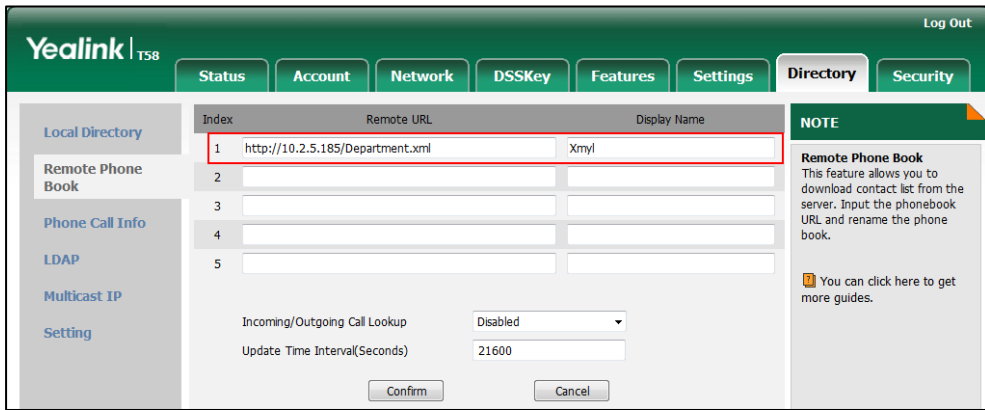 Log Out
Yealink T58
Status Account Network DSSKey Features Settings Directory Security
Local Directory
Remote Phone
Book
Phone Call Info
LDAP
Multicast IP
Setting
Index Remote URL Display Name
1 http://10.2.5.185/Department.xml Xmyl
2
3
4
5
Incoming/Outgoing Call Lookup Disabled
Update Time Interval(Seconds) 21600
Confirm Cancel
NOTE
Remote Phone Book
This feature allows you to
download contact list from the
server. Input the phonebook
URL and rename the phone
book.
? You can click here to get
more guides.